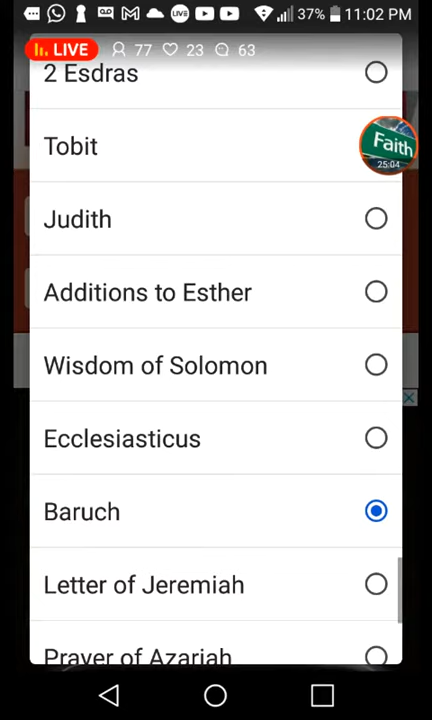 37% 11:02 PM
LIVE 77 23 63
2 Esdras
Tobit
Faith
25:04
Judith
Additions to Esther
Wisdom of Solomon
Ecclesiasticus
Baruch
Letter of Jeremiah
Prayer of Azariah